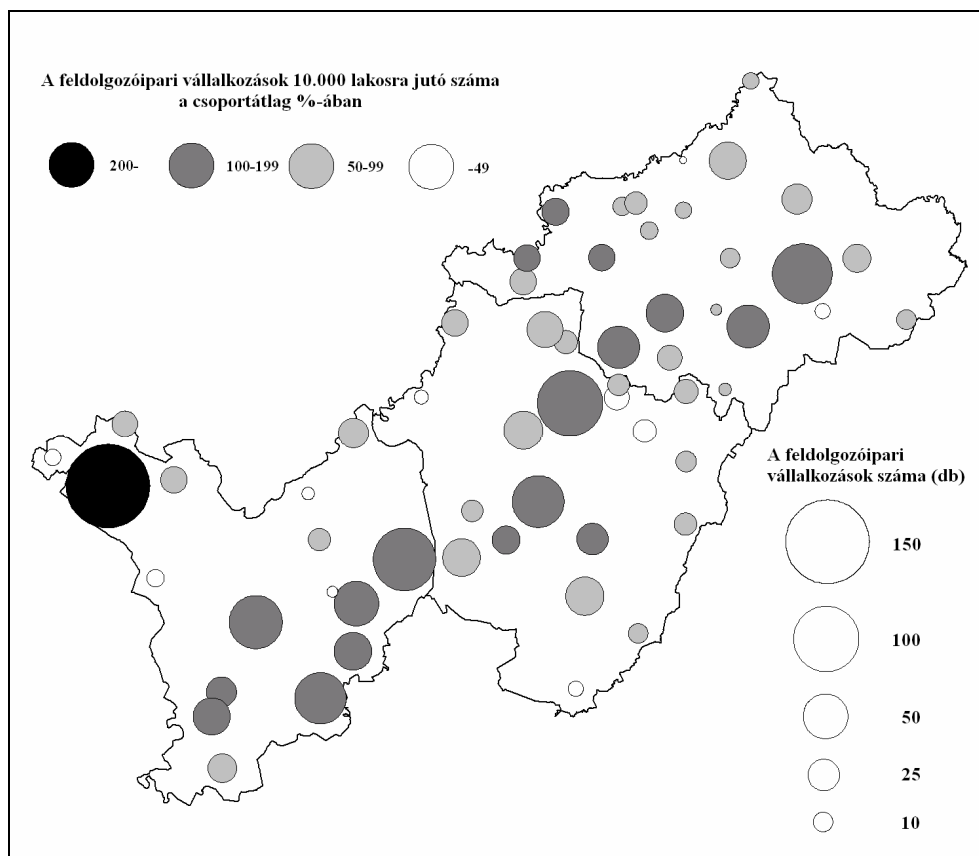 A feldolgozóipari vállalkozások 10.000 lakosra jutó száma
a csoportátlag %-ában
200-
100-199
50-99
-49
A feldolgozóipari
vállalkozások száma (db)
150
100
50
25
10